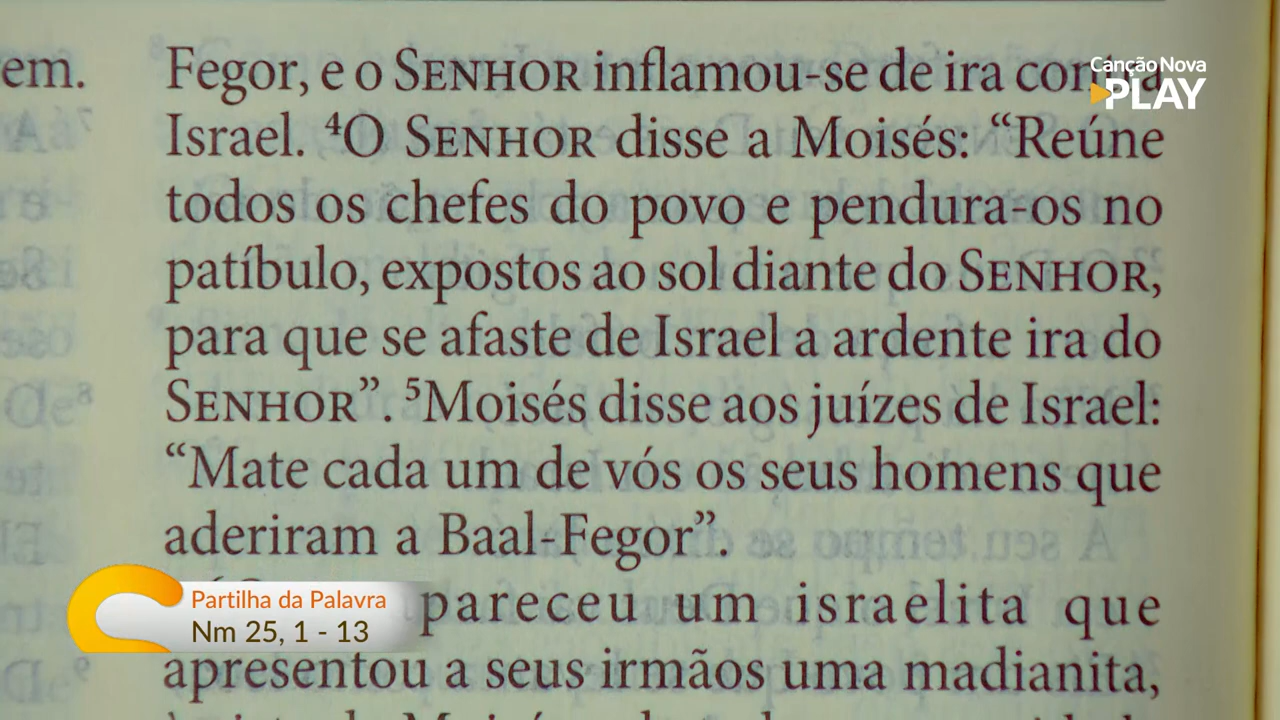 em.
Fegor, e o SENHOR inflamou-se de ira contra
Israel. ⁴O SENHOR disse a Moisés: “Reúne
todos os chefes do povo e pendura-os no
patíbulo, expostos ao sol diante do SENHOR,
para que se afaste de Israel a ardente ira do
SENHOR”. ⁵Moisés disse aos juízes de Israel:
“Mate cada um de vós os seus homens que
aderiram a Baal-Fegor”.
pareceu um israelita que
apresentou a seus irmãos uma madianita,
Canção Nova
PLAY
Partilha da Palavra
Nm 25, 1 - 13